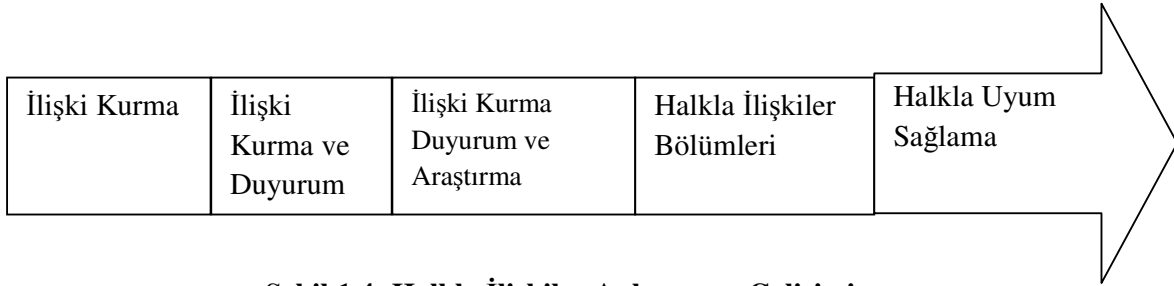 İlişki Kurma
İlişki
Kurma ve
Duyurum
İlişki Kurma
Duyurum ve
Araştırma
Halkla İlişkiler
Bölümleri
Halkla Uyum
Sağlama